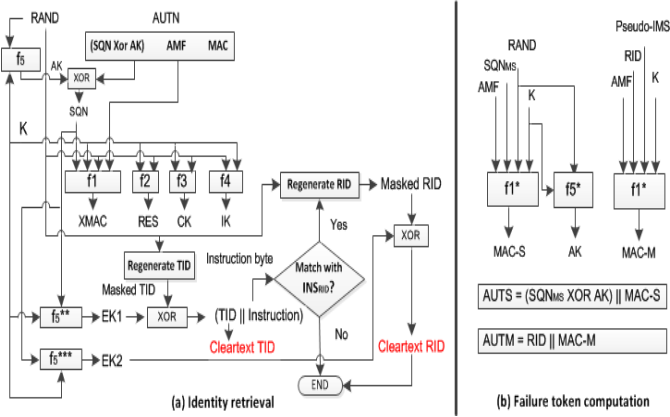 RAND
AUTN
(SQN Xor AK) AMF MAC
f5
AK
XOR
SQN
K
f1
f2
f3
f4
XMAC
RES
CK
IK
Regenerate RID
Masked RID
XOR
Yes
Regenerate TID
Instruction byte
Masked TID
Match with
INSRID?
f5**
EK1
XOR
(TID || Instruction)
Cleartext TID
No
Cleartext RID
f5***
EK2
END
(a) Identity retrieval
Pseudo-IMS
RAND
RID
SQNMS
AMF
K
AMF
K
f1*
f5*
f1*
MAC-S
AK
MAC-M
AUTS = (SQNMS XOR AK) || MAC-S
AUTM = RID || MAC-M
(b) Failure token computation